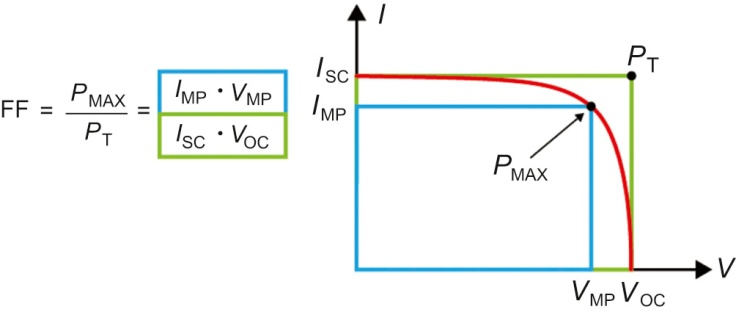 I
I_SC
P_T
FF = P_MAX / P_T = I_MP · V_MP / I_SC · V_OC
I_MP
P_MAX
V
V_MP V_OC